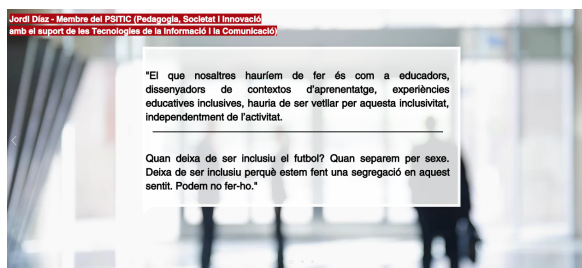 Jordi Díaz - Membre del PSITIC (Pedagogia, Societat i Innovació
amb el suport de les Tecnologies de la Informació i la Comunicació)
"El que nosaltres hauríem de fer és com a educadors,
dissenyadors de contextos d'aprenentatge, experiències
educatives inclusives, hauria de ser vetllar per aquesta inclusivitat,
independentment de l'activitat.
Quan deixa de ser inclusiu el futbol? Quan separem per sexe.
Deixa de ser inclusiu perquè estem fent una segregació en aquest
sentit. Podem no fer-ho."